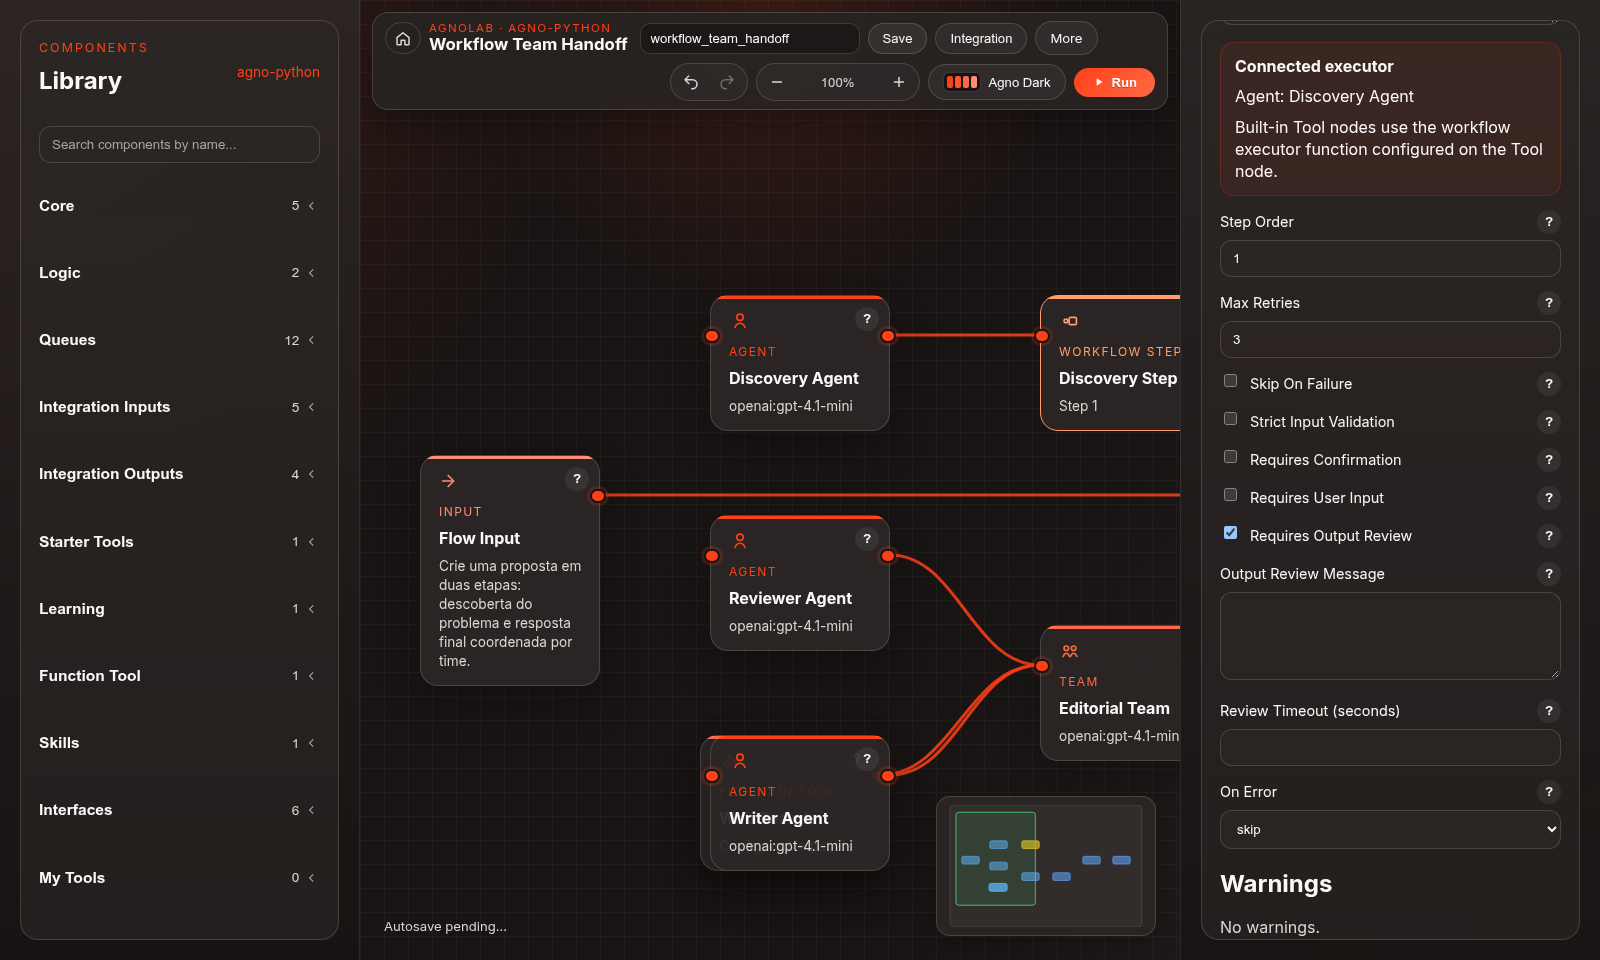 COMPONENTS
Library
agno-python
Search components by name...
Core 5
Logic 2
Queues 12
Integration Inputs 5
Integration Outputs 4
Starter Tools 1
Learning 1
Function Tool 1
Skills 1
Interfaces 6
My Tools 0
AGNOLAB · AGNO-PYTHON
Workflow Team Handoff
workflow_team_handoff
Save
Integration
More
100%
Agno Dark
Run
?
AGENT
Discovery Agent
openai:gpt-4.1-mini
WORKFLOW STEP
Discovery Step
Step 1
?
INPUT
Flow Input
Crie uma proposta em
duas etapas:
descoberta do
problema e resposta
final coordenada por
time.
?
AGENT
Reviewer Agent
openai:gpt-4.1-mini
TEAM
Editorial Team
openai:gpt-4.1-min
?
AGENT
Writer Agent
openai:gpt-4.1-mini
Autosave pending...
Connected executor
Agent: Discovery Agent
Built-in Tool nodes use the workflow
executor function configured on the Tool
node.
Step Order ?
1
Max Retries ?
3
Skip On Failure ?
Strict Input Validation ?
Requires Confirmation ?
Requires User Input ?
Requires Output Review ?
Output Review Message ?
Review Timeout (seconds) ?
On Error ?
skip
Warnings
No warnings.